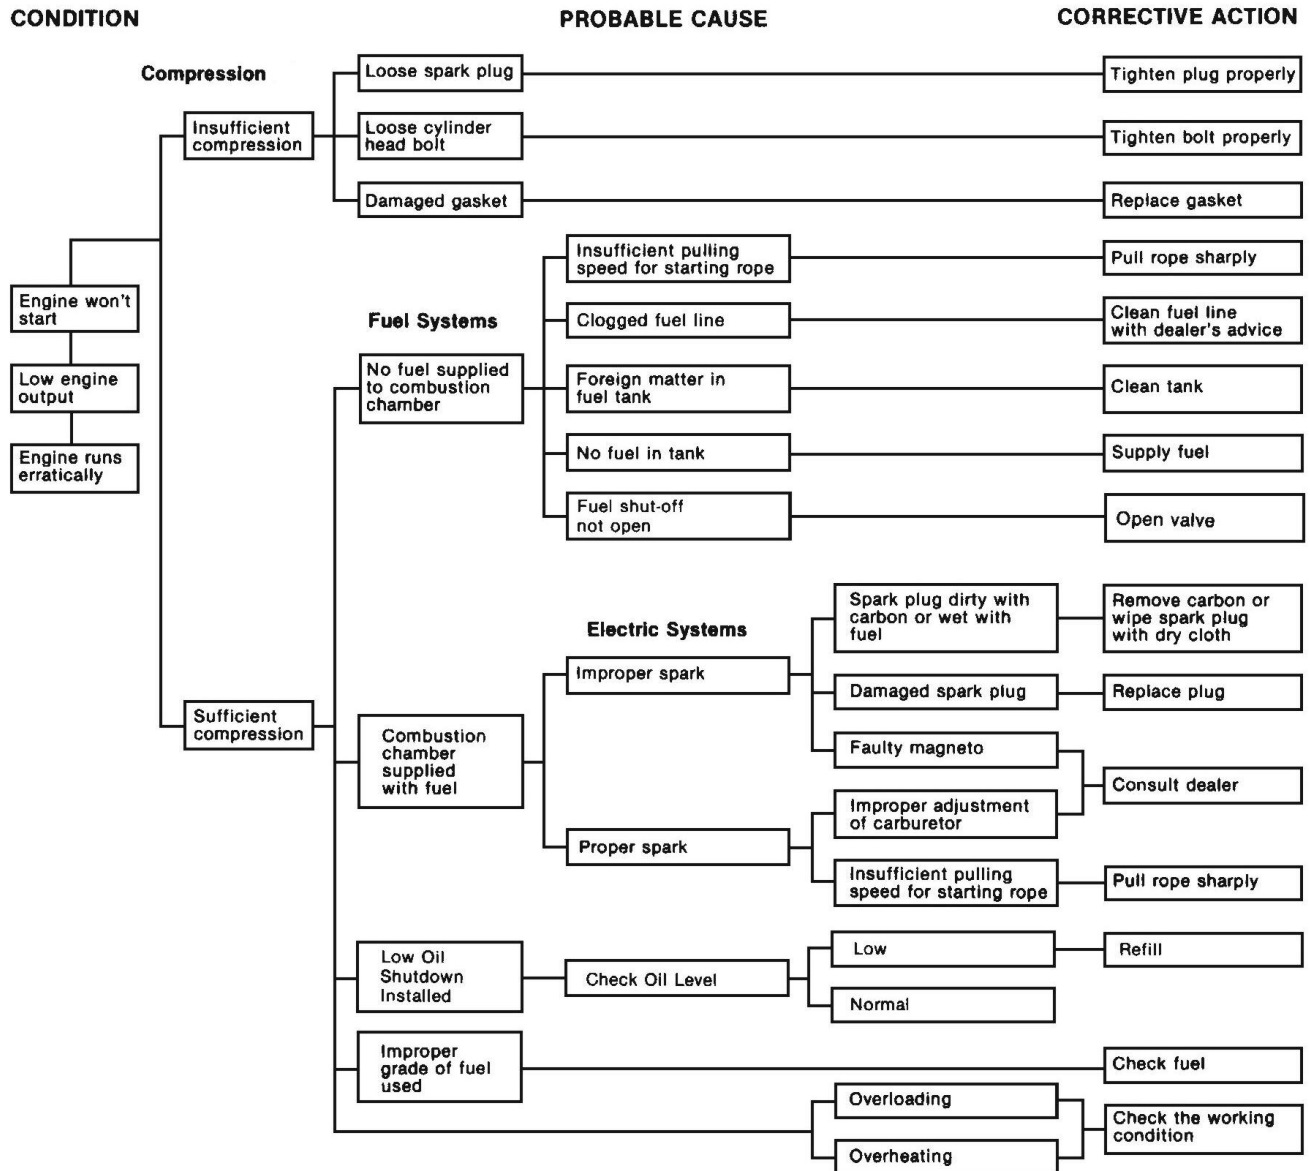 CONDITION
PROBABLE CAUSE
CORRECTIVE ACTION
Compression
Loose spark plug
Tighten plug properly
Insufficient
compression
Loose cylinder
head bolt
Tighten bolt properly
Damaged gasket
Replace gasket
Engine won't
start
Low engine
output
Engine runs
erratically
Fuel Systems
No fuel supplied
to combustion
chamber
Insufficient pulling
speed for starting rope
Pull rope sharply
Clogged fuel line
Clean fuel line
with dealer's advice
Foreign matter in
fuel tank
Clean tank
No fuel in tank
Supply fuel
Fuel shut-off
not open
Open valve
Electric Systems
Sufficient
compression
Combustion
chamber
supplied
with fuel
Improper spark
Spark plug dirty with
carbon or wet with
fuel
Remove carbon or
wipe spark plug
with dry cloth
Damaged spark plug
Replace plug
Faulty magneto
Consult dealer
Proper spark
Improper adjustment
of carburetor
Insufficient pulling
speed for starting rope
Pull rope sharply
Low Oil
Shutdown
Installed
Check Oil Level
Low
Refill
Normal
Improper
grade of fuel
used
Check fuel
Overloading
Check the working
condition
Overheating